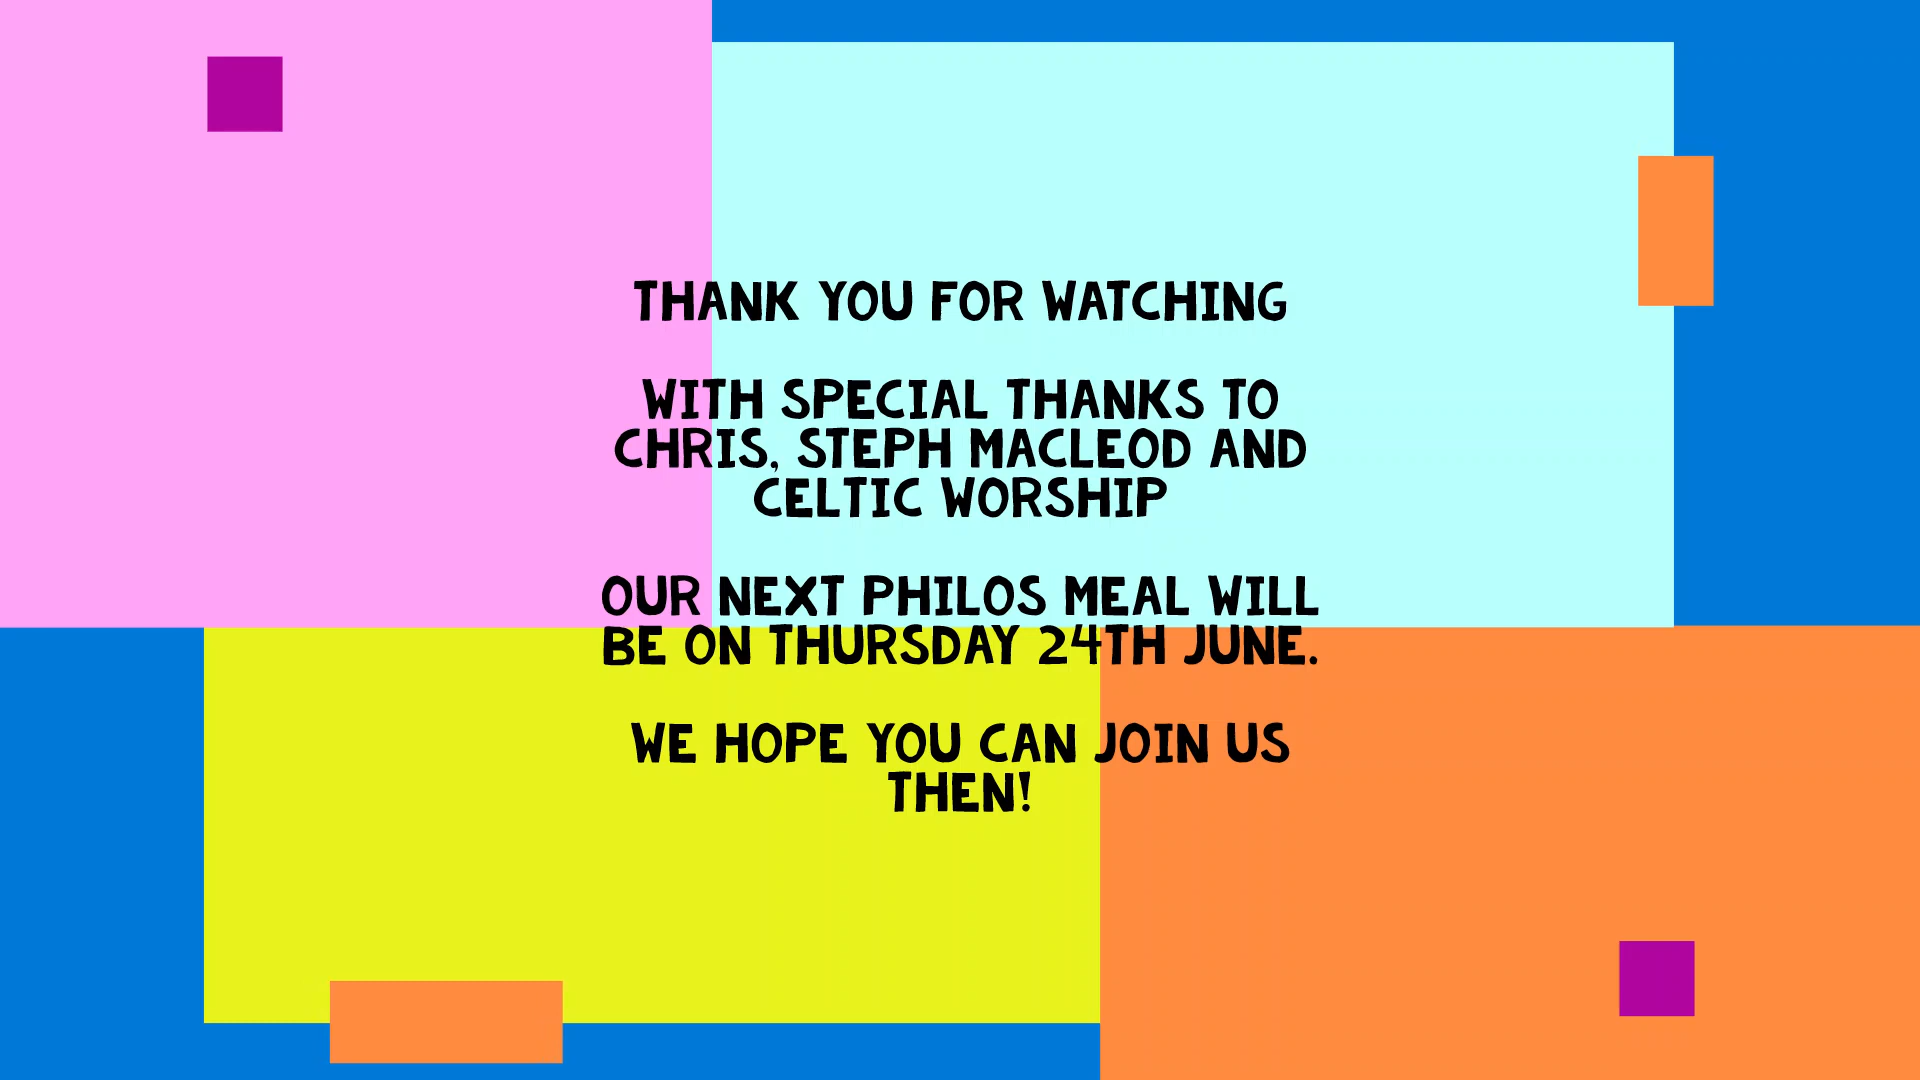 THANK YOU FOR WATCHING
WITH SPECIAL THANKS TO
CHRIS, STEPH MACLEOD AND
CELTIC WORSHIP
OUR NEXT PHILOS MEAL WILL
BE ON THURSDAY 24TH JUNE.
WE HOPE YOU CAN JOIN US
THEN!